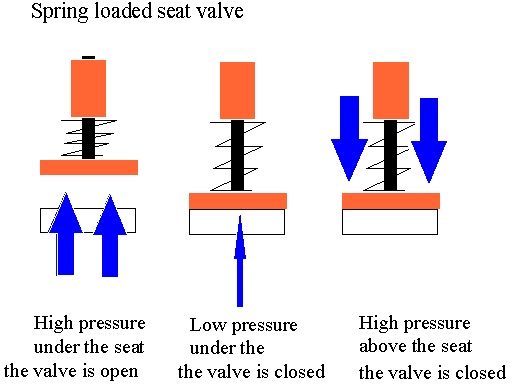 Spring loaded seat valve
High pressure
under the seat
the valve is open
Low pressure
under the
the valve is closed
High pressure
above the seat
the valve is closed